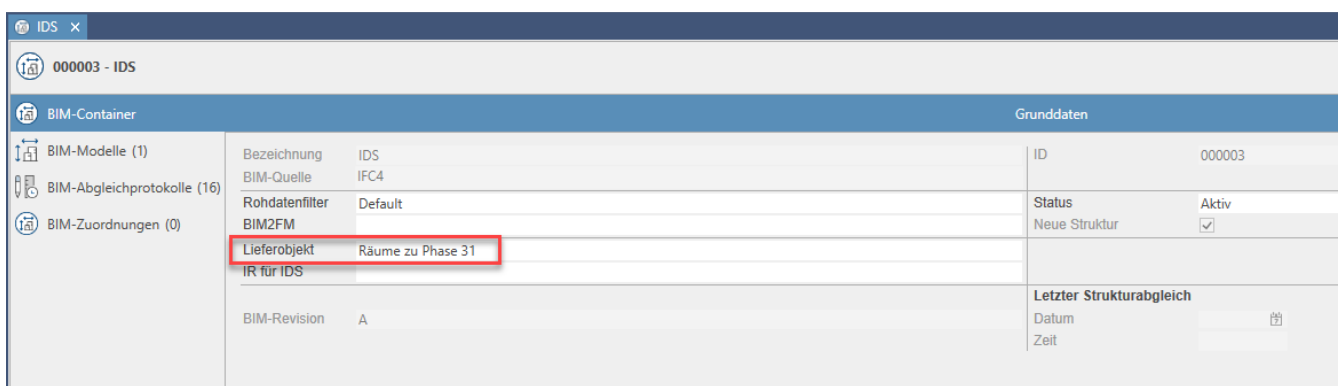 IDS ×
000003 - IDS
BIM-Container
Grunddaten
BIM-Modelle (1)
BIM-Abgleichprotokolle (16)
BIM-Zuordnungen (0)
Bezeichnung IDS
BIM-Quelle IFC4
Rohdatenfilter Default
BIM2FM
Lieferobjekt Räume zu Phase 31
IR für IDS
BIM-Revision A
ID 000003
Status Aktiv
Neue Struktur
Letzter Strukturabgleich
Datum
Zeit